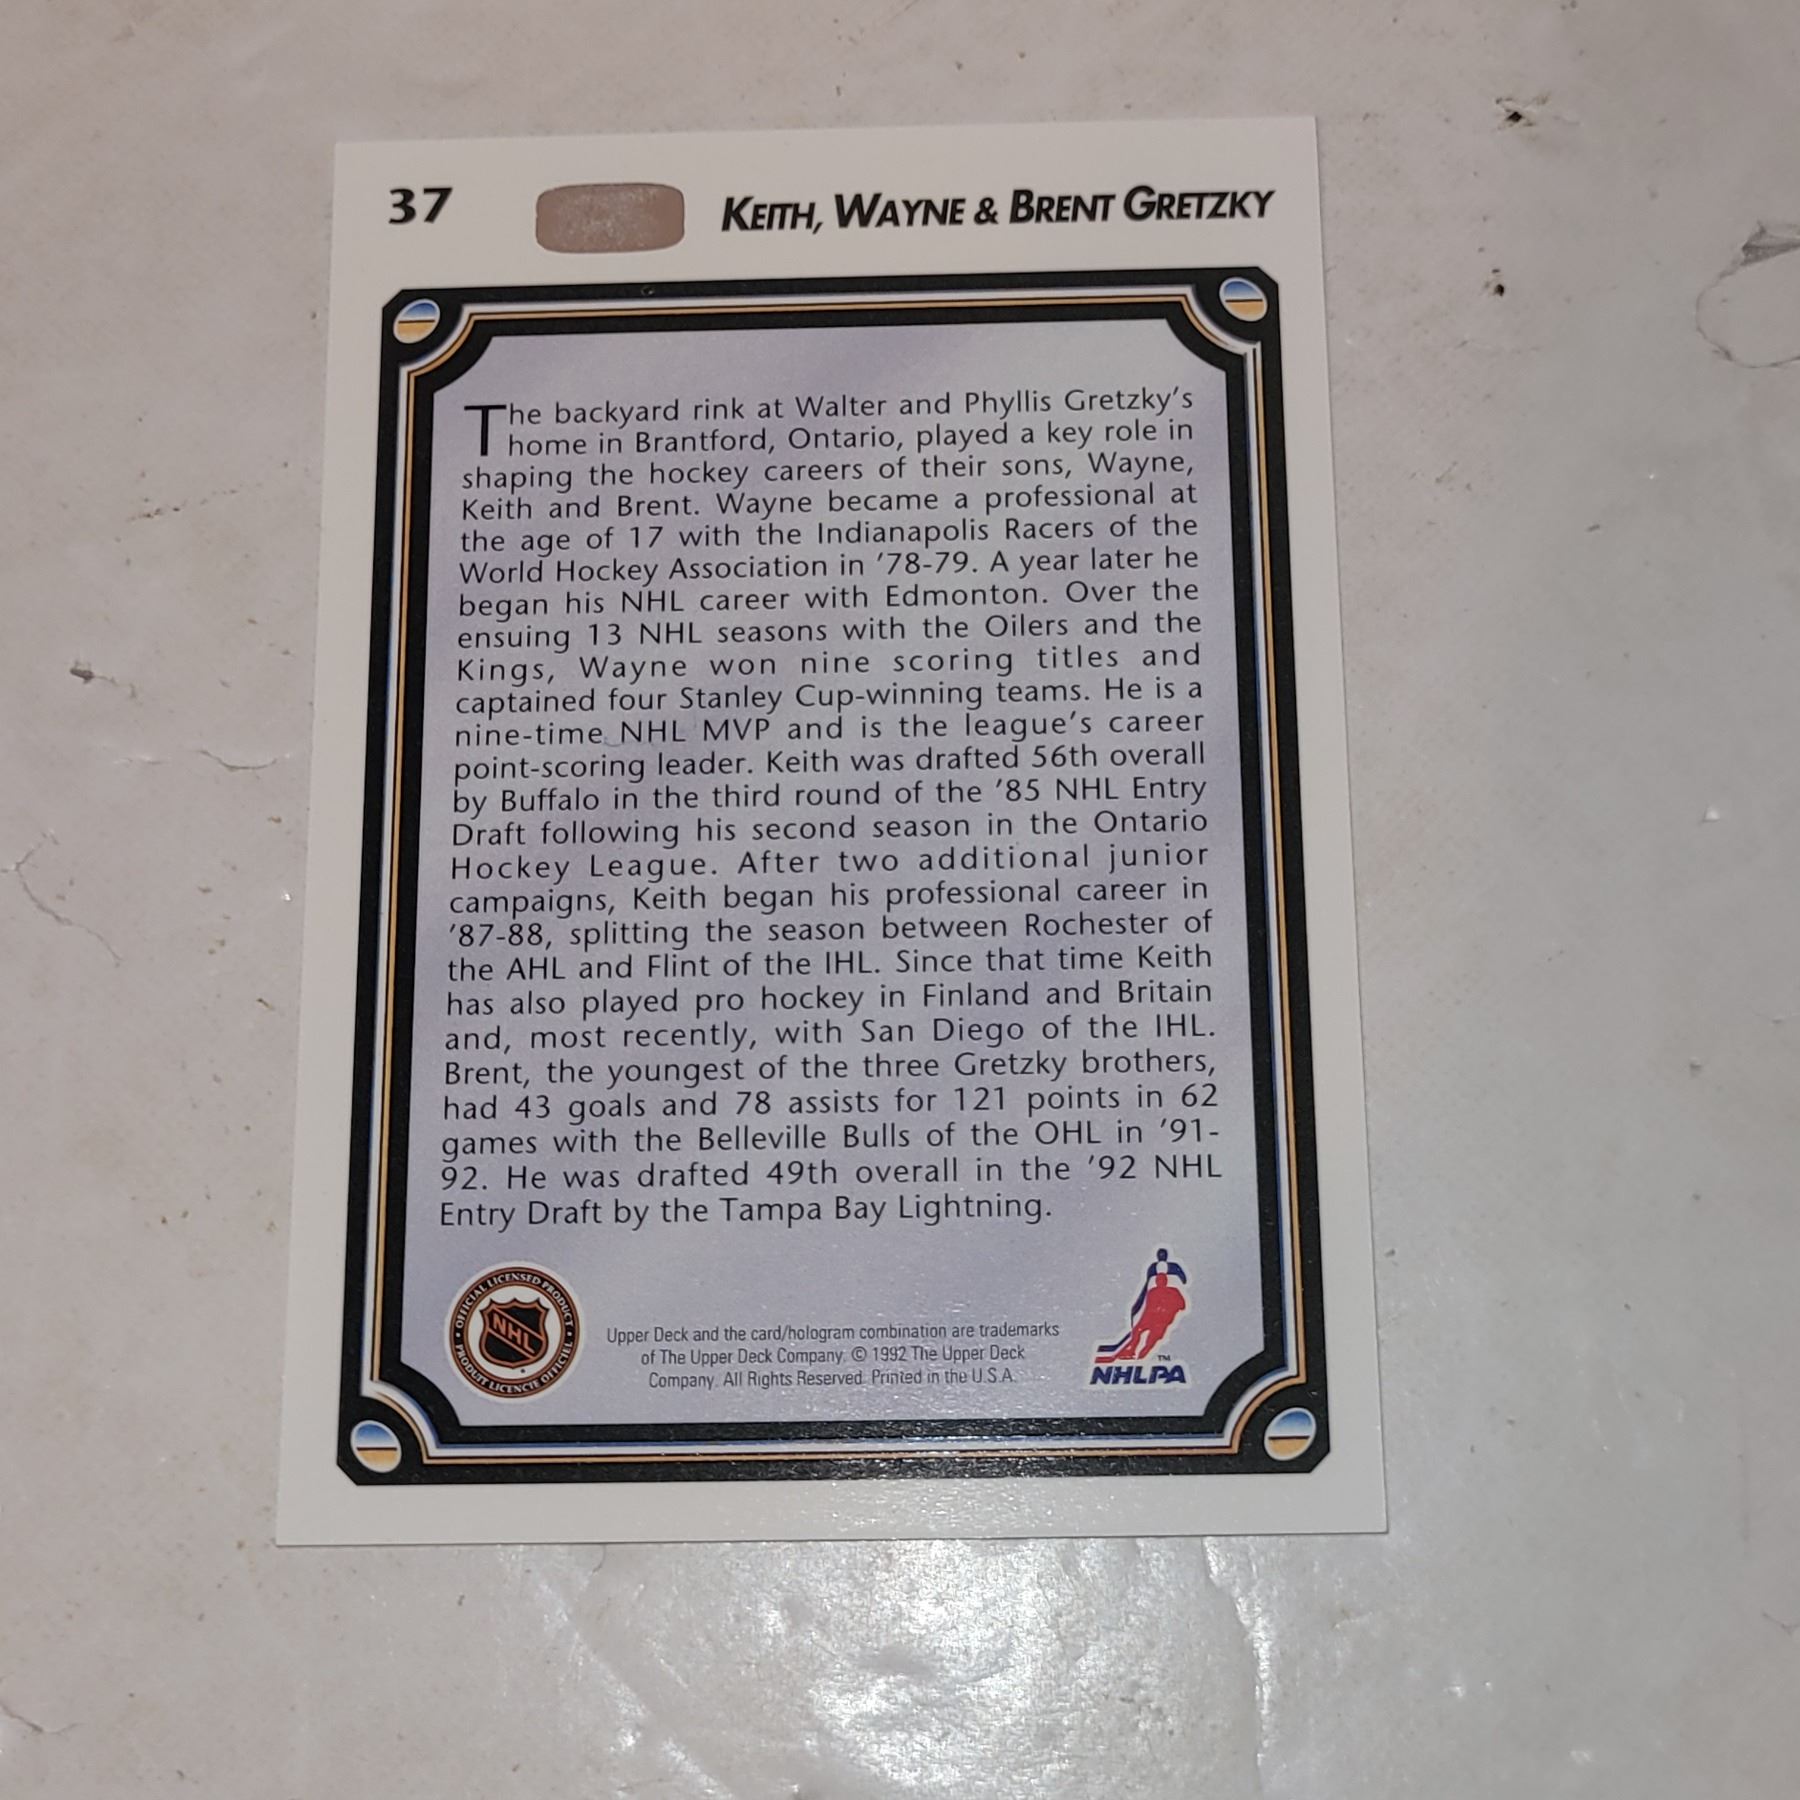 37
KEITH, WAYNE & BRENT GRETZKY
The backyard rink at Walter and Phyllis Gretzky's
home in Brantford, Ontario, played a key role in
shaping the hockey careers of their sons, Wayne,
Keith and Brent. Wayne became a professional at
the age of 17 with the Indianapolis Racers of the
World Hockey Association in '78-79. A year later he
began his NHL career with Edmonton. Over the
ensuing 13 NHL seasons with the Oilers and the
Kings, Wayne won nine scoring titles and
captained four Stanley Cup-winning teams. He is a
nine-time NHL MVP and is the league's career
point-scoring leader. Keith was drafted 56th overall
by Buffalo in the third round of the '85 NHL Entry
Draft following his second season in the Ontario
Hockey League. After two additional junior
campaigns, Keith began his professional career in
'87-88, splitting the season between Rochester of
the AHL and Flint of the IHL. Since that time Keith
has also played pro hockey in Finland and Britain
and, most recently, with San Diego of the IHL.
Brent, the youngest of the three Gretzky brothers,
had 43 goals and 78 assists for 121 points in 62
games with the Belleville Bulls of the OHL in '91-
92. He was drafted 49th overall in the '92 NHL
Entry Draft by the Tampa Bay Lightning.
OFFICIAL LICENSED PRODUCT
NHL
PRODUIT LICENCIÉ OFFICIEL
Upper Deck and the card/hologram combination are trademarks
of The Upper Deck Company. © 1992 The Upper Deck
Company. All Rights Reserved. Printed in the U.S.A.
TM
NHLPA